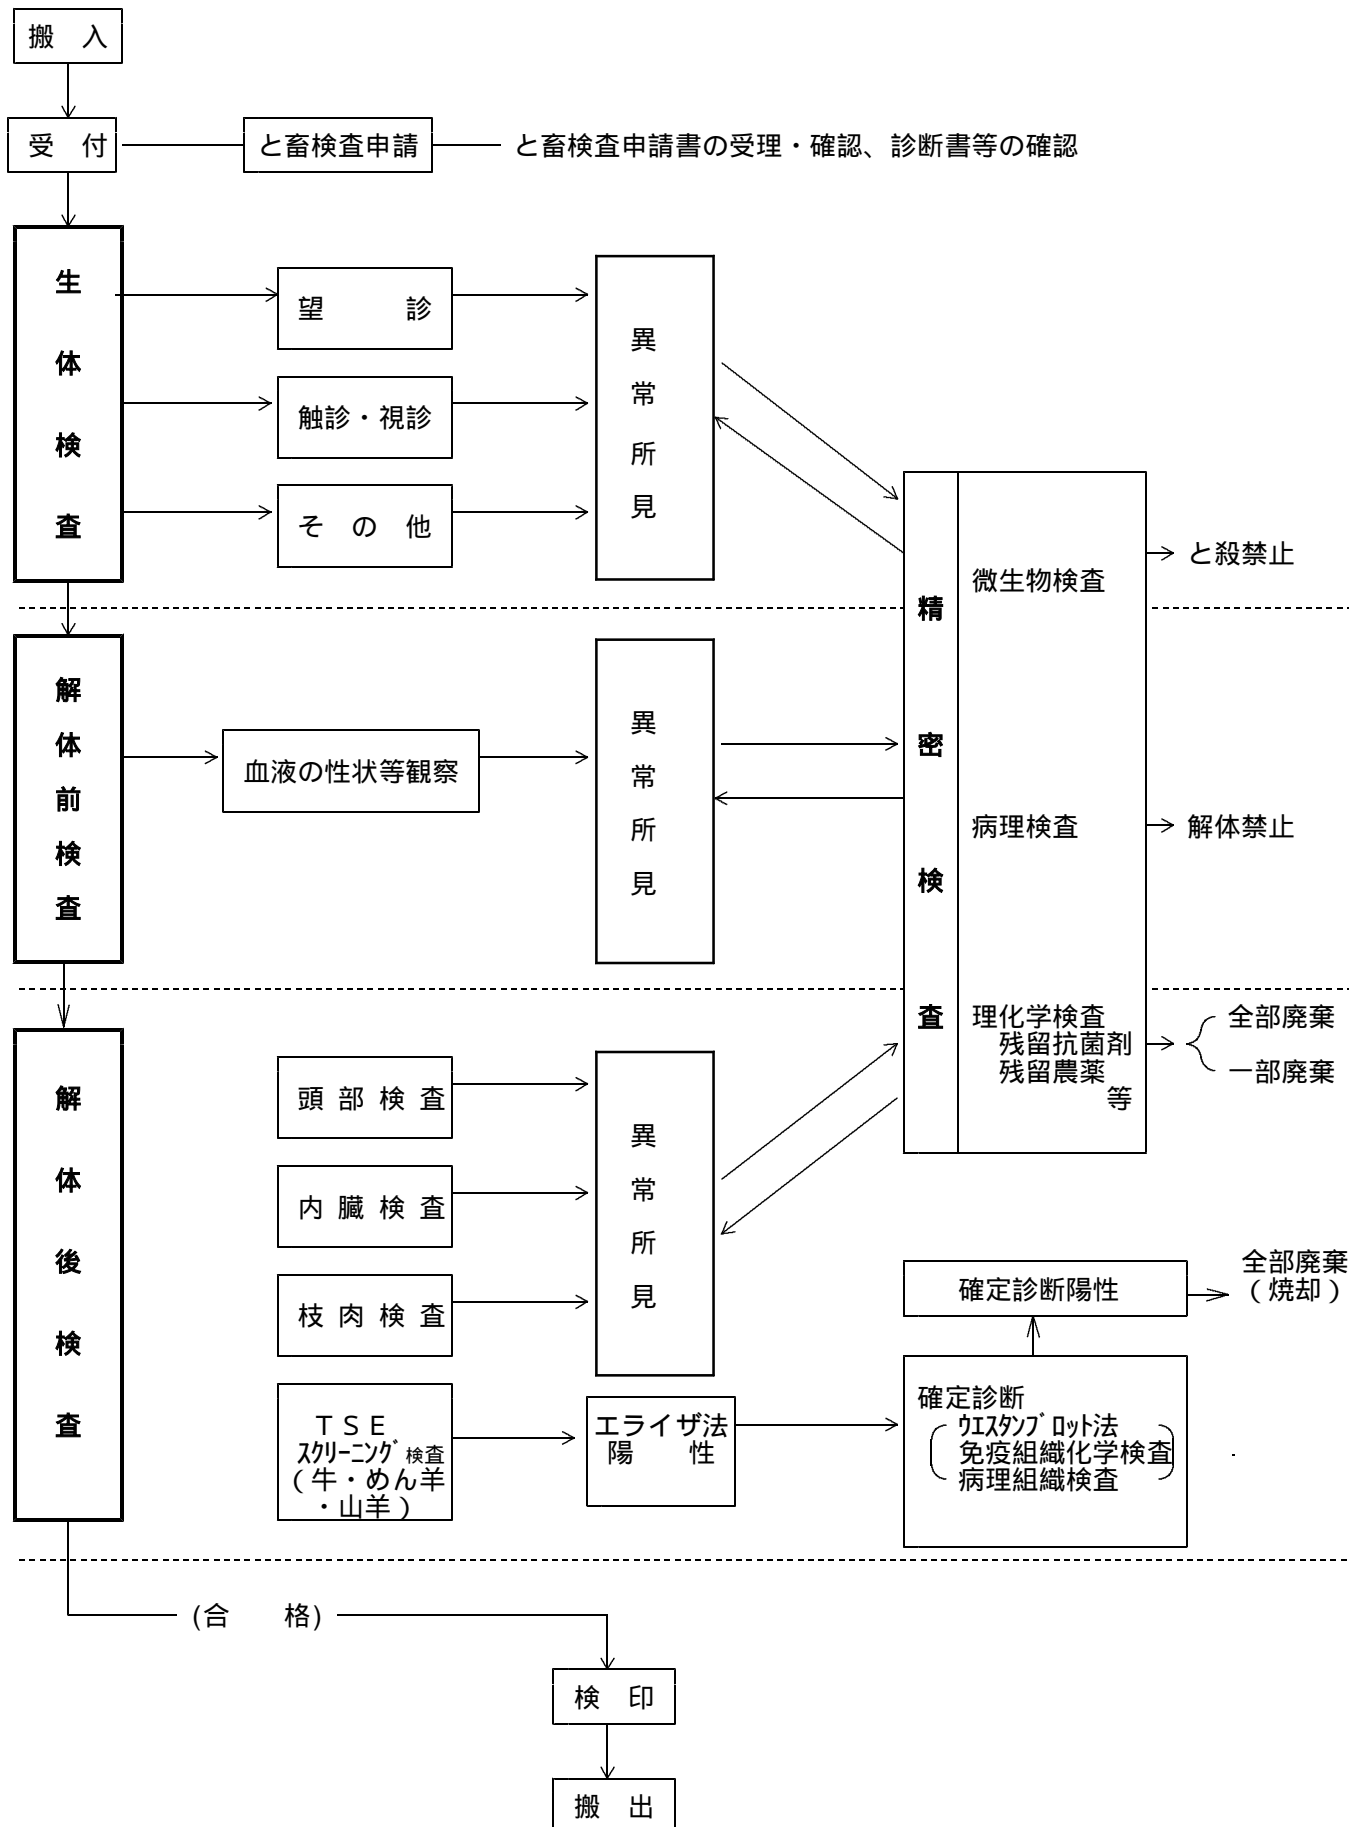 搬　入
受　付
と畜検査申請
と畜検査申請書の受理・確認、診断書等の確認
生体検査
望　　　診
触診・視診
そ　の　他
異常所見
解体前検査
血液の性状等観察
異常所見
精密検査
微生物検査
病理検査
理化学検査
残留抗菌剤
残留農薬
等
と殺禁止
解体禁止
全部廃棄
一部廃棄
解体後検査
頭部検査
内臓検査
枝肉検査
異常所見
ＴＳＥ
ｽｸﾘｰﾆﾝｸﾞ検査
（牛・めん羊
・山羊）
エライザ法
陽　　性
確定診断
ｳｴｽﾀﾝﾌﾞﾛｯﾄ法
免疫組織化学検査
病理組織検査
確定診断陽性
全部廃棄
（焼却）
(合　　格)
検　印
搬　出